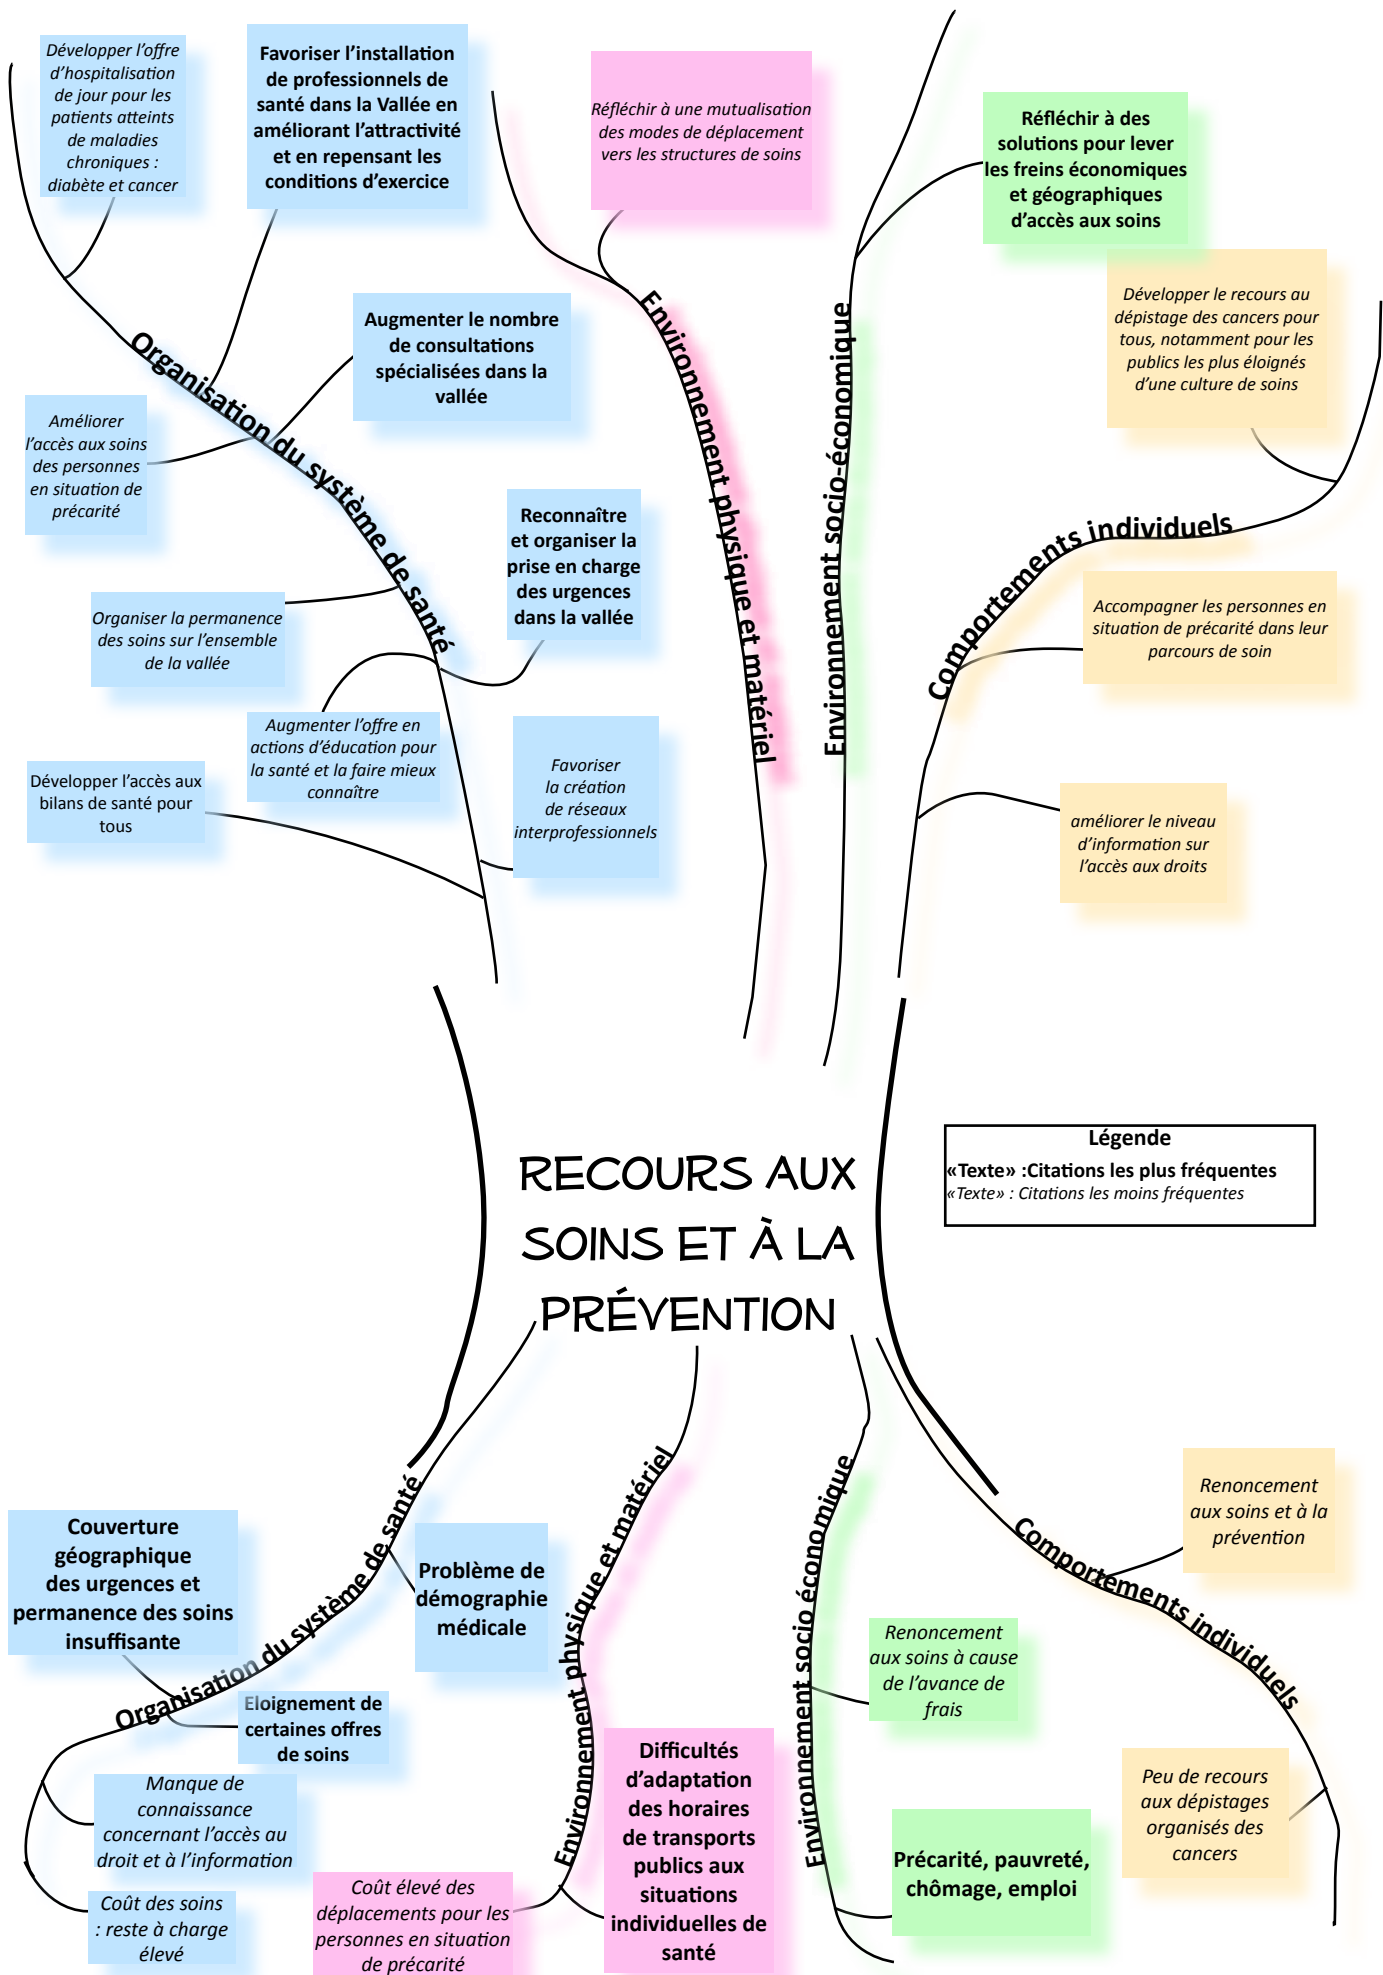 Développer l’offre
d’hospitalisation
de jour pour les
patients atteints
de maladies
chroniques :
diabète et cancer
Favoriser l’installation
de professionnels de
santé dans la Vallée en
améliorant l’attractivité
et en repensant les
conditions d’exercice
Réfléchir à une mutualisation
des modes de déplacement
vers les structures de soins
Réfléchir à des
solutions pour lever
les freins économiques
et géographiques
d’accès aux soins
Développer le recours au
dépistage des cancers pour
tous, notamment pour les
publics les plus éloignés
d’une culture de soins
Augmenter le nombre
de consultations
spécialisées dans la
vallée
Organisation du système de santé
Environnement physique et matériel
Environnement socio-économique
Comportements individuels
Améliorer
l’accès aux soins
des personnes
en situation de
précarité
Reconnaître
et organiser la
prise en charge
des urgences
dans la vallée
Organiser la permanence
des soins sur l’ensemble
de la vallée
Accompagner les personnes en
situation de précarité dans leur
parcours de soin
Augmenter l’offre en
actions d’éducation pour
la santé et la faire mieux
connaître
Favoriser
la création
de réseaux
interprofessionnels
Développer l’accès aux
bilans de santé pour
tous
améliorer le niveau
d’information sur
l’accès aux droits
RECOURS AUX
SOINS ET À LA
PRÉVENTION
Légende
«Texte» :Citations les plus fréquentes
«Texte» : Citations les moins fréquentes
Organisation du système de santé
Environnement physique et matériel
Environnement socio économique
Comportements individuels
Couverture
géographique
des urgences et
permanence des soins
insuffisante
Problème de
démographie
médicale
Renoncement
aux soins et à la
prévention
Renoncement
aux soins à cause
de l’avance de
frais
Eloignement de
certaines offres
de soins
Manque de
connaissance
concernant l’accès au
droit et à l’information
Coût des soins
: reste à charge
élevé
Coût élevé des
déplacements pour les
personnes en situation
de précarité
Difficultés
d’adaptation
des horaires
de transports
publics aux
situations
individuelles de
santé
Précarité, pauvreté,
chômage, emploi
Peu de recours
aux dépistages
organisés des
cancers